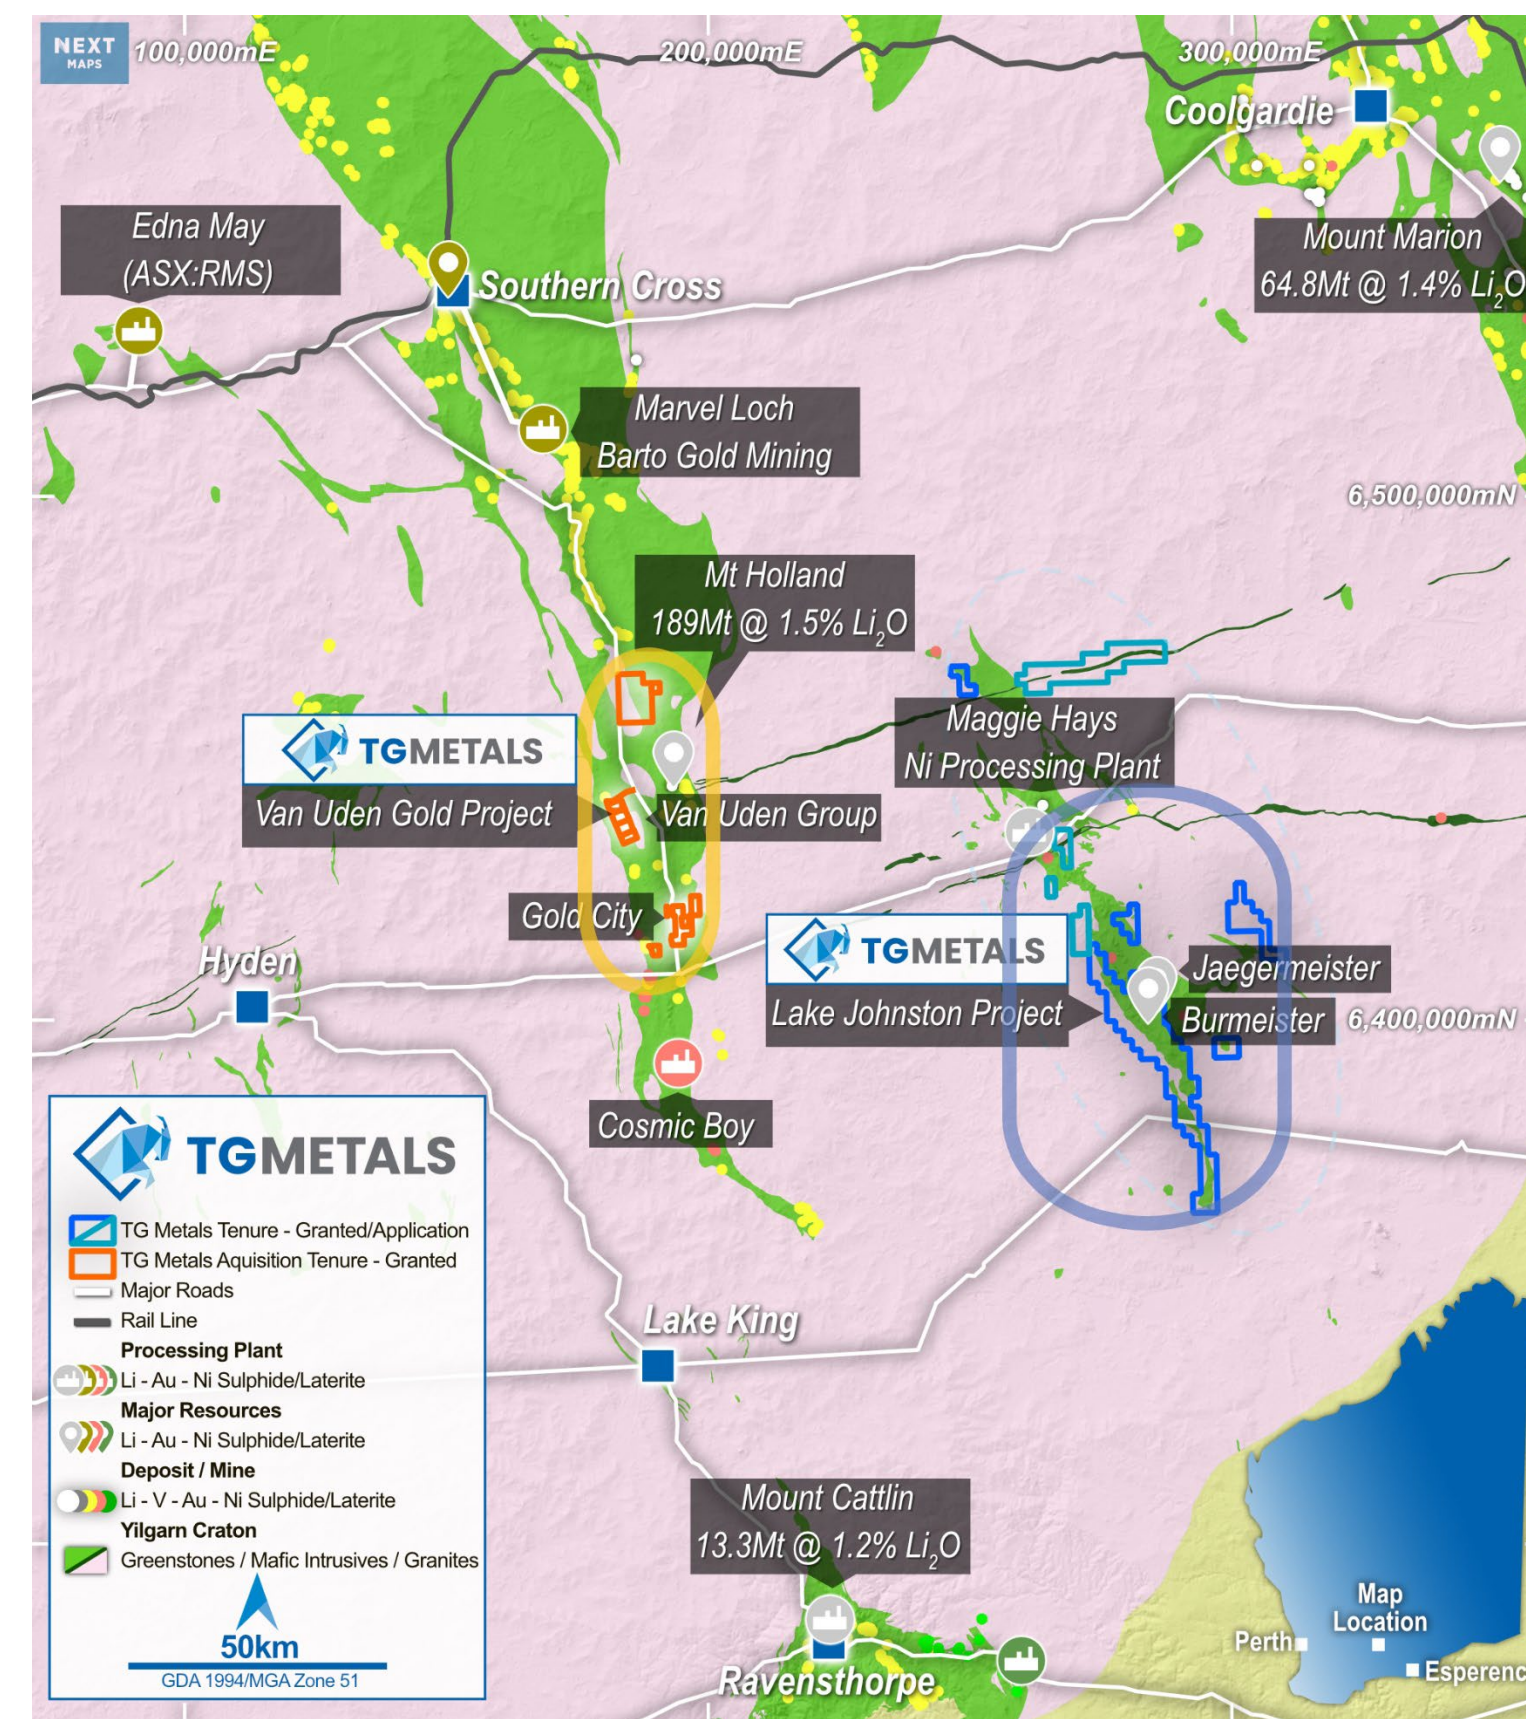 NEXT
MAPS
100,000mE
200,000mE
300,000mE
Coolgardie
Edna May
(ASX:RMS)
Mount Marion
64.8Mt @ 1.4% Li₂O
Southern Cross
Marvel Loch
Barto Gold Mining
6,500,000mN
Mt Holland
189Mt @ 1.5% Li₂O
Maggie Hays
Ni Processing Plant
TGMETALS
Van Uden Gold Project
Van Uden Group
Gold City
TGMETALS
Lake Johnston Project
Hyden
Jaegermeister
Burmeister
6,400,000mN
Cosmic Boy
TGMETALS
TG Metals Tenure - Granted/Application
TG Metals Aquisition Tenure - Granted
Major Roads
Rail Line
Processing Plant
Li - Au - Ni Sulphide/Laterite
Major Resources
Li - Au - Ni Sulphide/Laterite
Deposit / Mine
Li - V - Au - Ni Sulphide/Laterite
Yilgarn Craton
Greenstones / Mafic Intrusives / Granites
50km
GDA 1994/MGA Zone 51
Lake King
Mount Cattlin
13.3Mt @ 1.2% Li₂O
Ravensthorpe
Map
Location
Perth
Esperenc